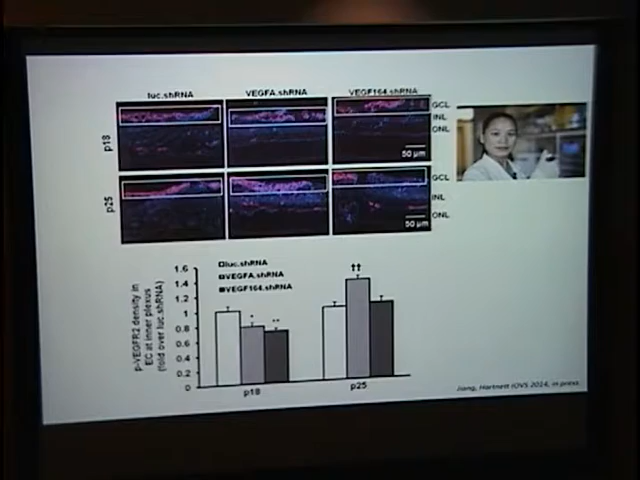 luc.shRNA VEGFA.shRNA VEGF164.shRNA
p18
GCL
INL
ONL
50 µm
p25
GCL
INL
ONL
50 µm
p-VEGFR2 density in
EC at inner plexus
(fold over luc.shRNA)
1.6
1.4
1.2
1
0.8
0.6
0.4
0.2
0
luc.shRNA
VEGFA.shRNA
VEGF164.shRNA
*
**
††
p18 p25
Jiang, Hartnett IOVS 2014, in press